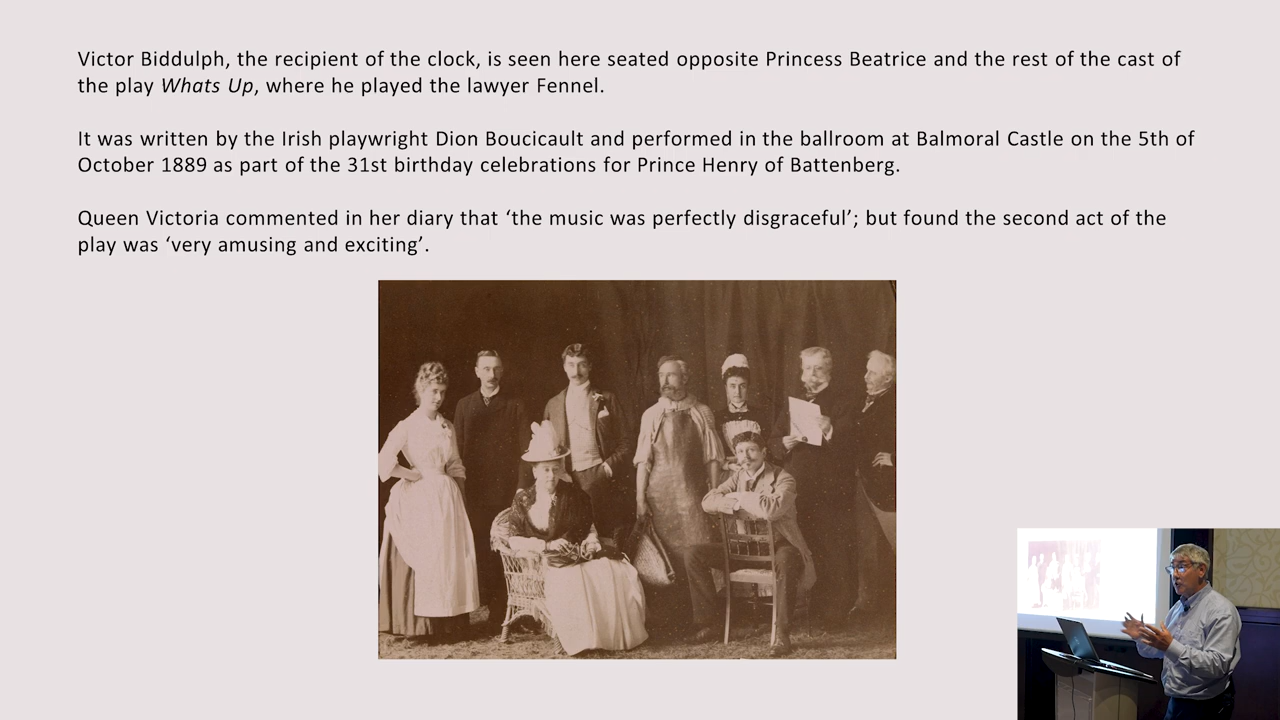 Victor Biddulph, the recipient of the clock, is seen here seated opposite Princess Beatrice and the rest of the cast of
the play Whats Up, where he played the lawyer Fennel.
It was written by the Irish playwright Dion Boucicault and performed in the ballroom at Balmoral Castle on the 5th of
October 1889 as part of the 31st birthday celebrations for Prince Henry of Battenberg.
Queen Victoria commented in her diary that ‘the music was perfectly disgraceful’; but found the second act of the
play was ‘very amusing and exciting’.